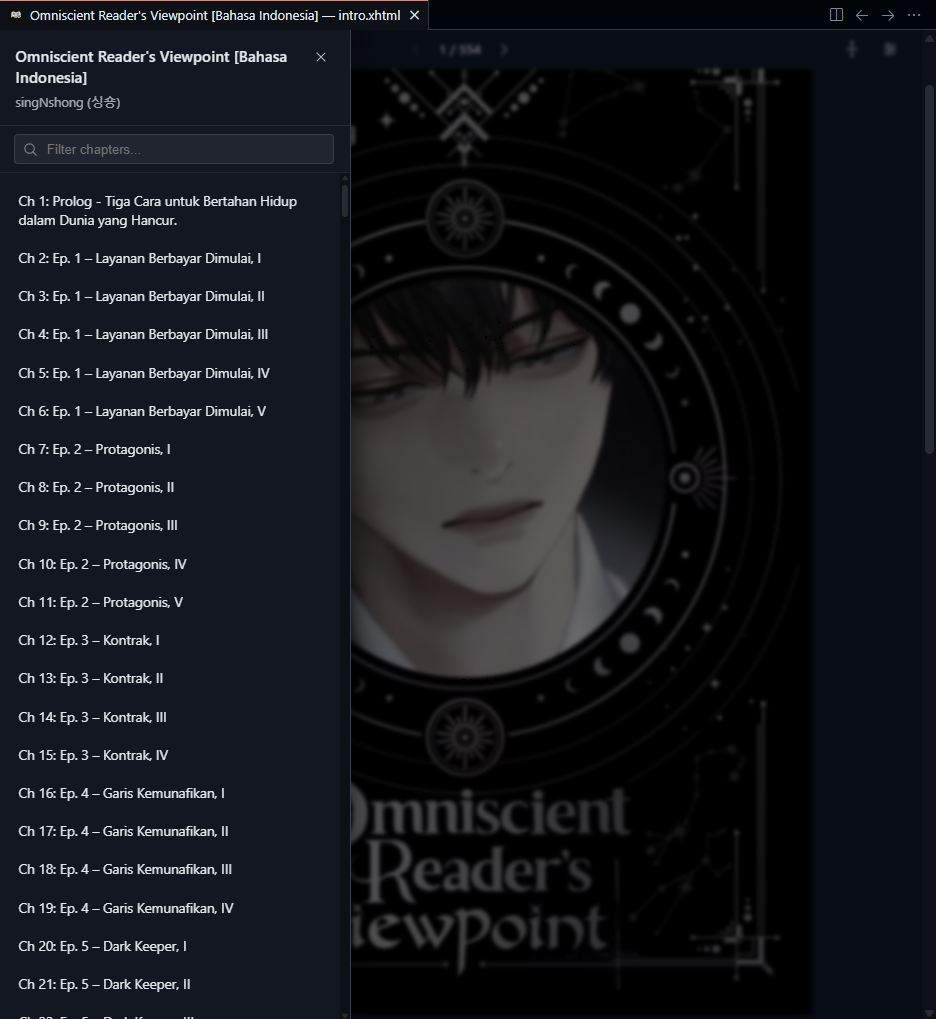 Omniscient Reader's Viewpoint [Bahasa Indonesia] — intro.xhtml
Omniscient Reader's Viewpoint [Bahasa
Indonesia]
singNshong (싱숑)
1 / 554
Filter chapters...
Ch 1: Prolog - Tiga Cara untuk Bertahan Hidup
dalam Dunia yang Hancur.
Ch 2: Ep. 1 – Layanan Berbayar Dimulai, I
Ch 3: Ep. 1 – Layanan Berbayar Dimulai, II
Ch 4: Ep. 1 – Layanan Berbayar Dimulai, III
Ch 5: Ep. 1 – Layanan Berbayar Dimulai, IV
Ch 6: Ep. 1 – Layanan Berbayar Dimulai, V
Ch 7: Ep. 2 – Protagonis, I
Ch 8: Ep. 2 – Protagonis, II
Ch 9: Ep. 2 – Protagonis, III
Ch 10: Ep. 2 – Protagonis, IV
Ch 11: Ep. 2 – Protagonis, V
Ch 12: Ep. 3 – Kontrak, I
Ch 13: Ep. 3 – Kontrak, II
Ch 14: Ep. 3 – Kontrak, III
Ch 15: Ep. 3 – Kontrak, IV
Ch 16: Ep. 4 – Garis Kemunafikan, I
Ch 17: Ep. 4 – Garis Kemunafikan, II
Ch 18: Ep. 4 – Garis Kemunafikan, III
Ch 19: Ep. 4 – Garis Kemunafikan, IV
Ch 20: Ep. 5 – Dark Keeper, I
Ch 21: Ep. 5 – Dark Keeper, II
Omniscient
Reader's
iewpoint